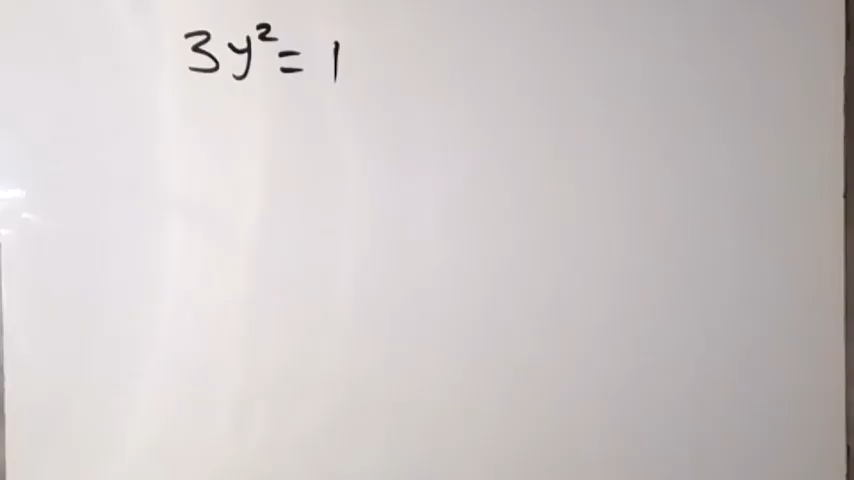 3y² = 1